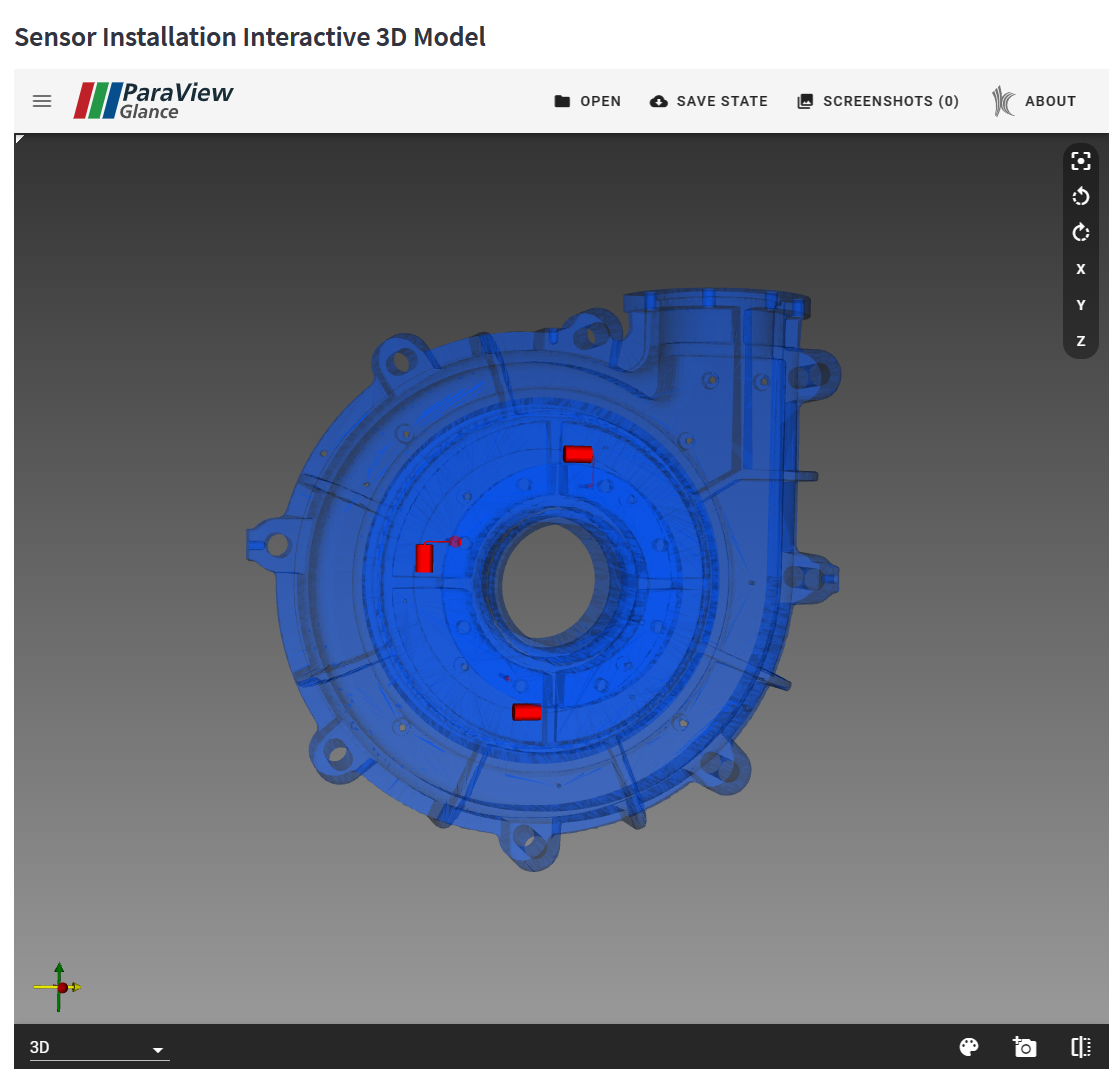 Sensor Installation Interactive 3D Model
ParaView
Glance
OPEN
SAVE STATE
SCREENSHOTS (0)
ABOUT
X
Y
Z
3D